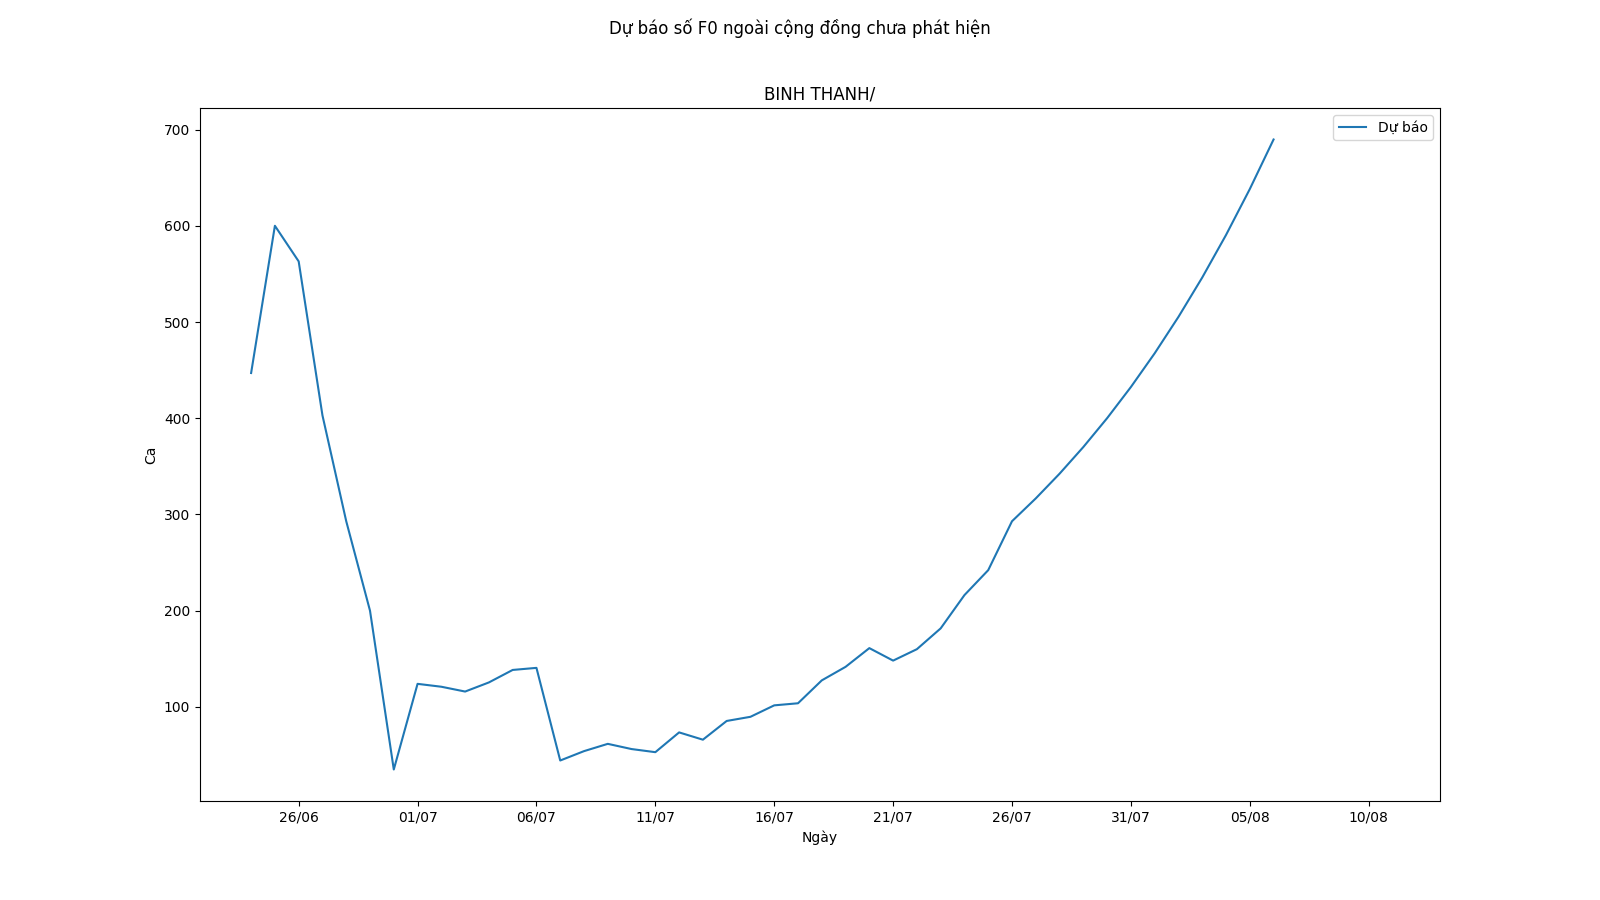 Dự báo số F0 ngoài cộng đồng chưa phát hiện
BINH THANH/
Dự báo
700
600
500
400
300
200
100
Ca
26/06 01/07 06/07 11/07 16/07 21/07 26/07 31/07 05/08 10/08
Ngày